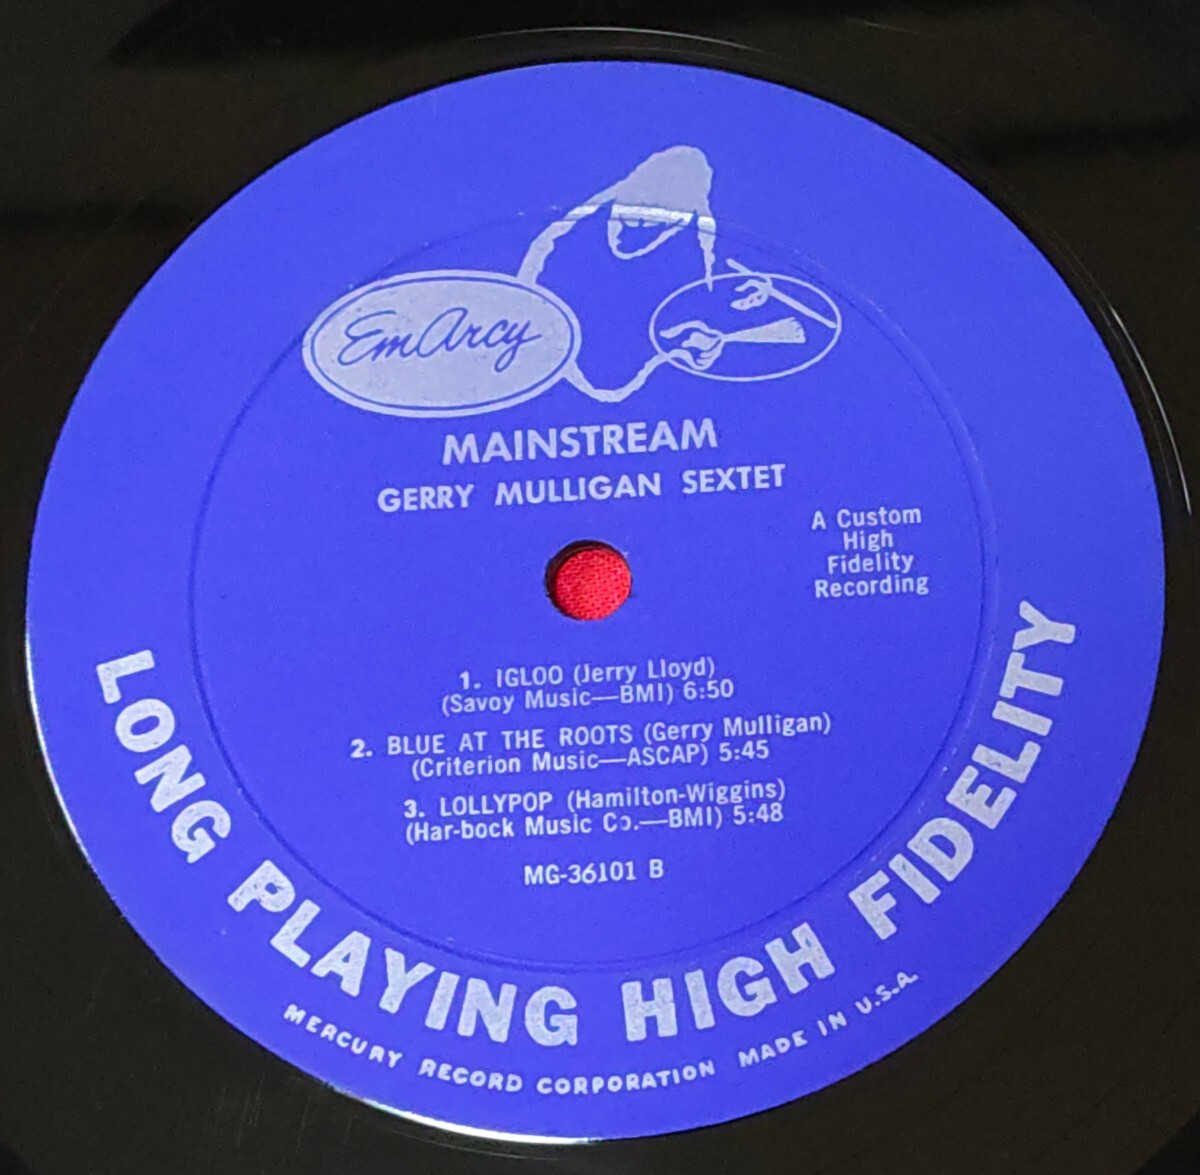 EmArcy
MAINSTREAM
GERRY MULLIGAN SEXTET
A Custom
High
Fidelity
Recording
1. IGLOO (Jerry Lloyd)
(Savoy Music—BMI) 6:50
2. BLUE AT THE ROOTS (Gerry Mulligan)
(Criterion Music—ASCAP) 5:45
3. LOLLYPOP (Hamilton-Wiggins)
(Har-bock Music Co.—BMI) 5:48
MG-36101 B
LONG PLAYING HIGH FIDELITY
MERCURY RECORD CORPORATION MADE IN U.S.A.